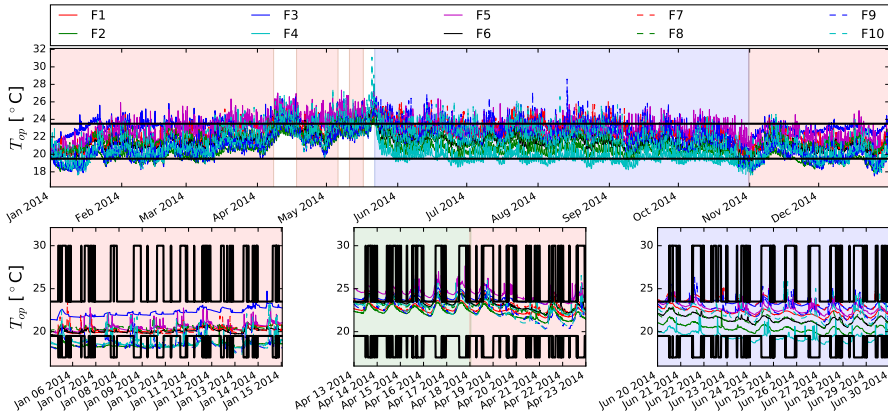 F1 F3 F5 F7 F9
F2 F4 F6 F8 F10
T_op [°C]
32
30
28
26
24
22
20
18
Jan 2014 Feb 2014 Mar 2014 Apr 2014 May 2014 Jun 2014 Jul 2014 Aug 2014 Sep 2014 Oct 2014 Nov 2014 Dec 2014
T_op [°C]
30
25
20
Jan 06 2014 Jan 07 2014 Jan 08 2014 Jan 09 2014 Jan 10 2014 Jan 11 2014 Jan 12 2014 Jan 13 2014 Jan 14 2014 Jan 15 2014
30
25
20
Apr 13 2014 Apr 14 2014 Apr 15 2014 Apr 16 2014 Apr 17 2014 Apr 18 2014 Apr 19 2014 Apr 20 2014 Apr 21 2014 Apr 22 2014 Apr 23 2014
30
25
20
Jun 20 2014 Jun 21 2014 Jun 22 2014 Jun 23 2014 Jun 24 2014 Jun 25 2014 Jun 26 2014 Jun 27 2014 Jun 28 2014 Jun 29 2014 Jun 30 2014